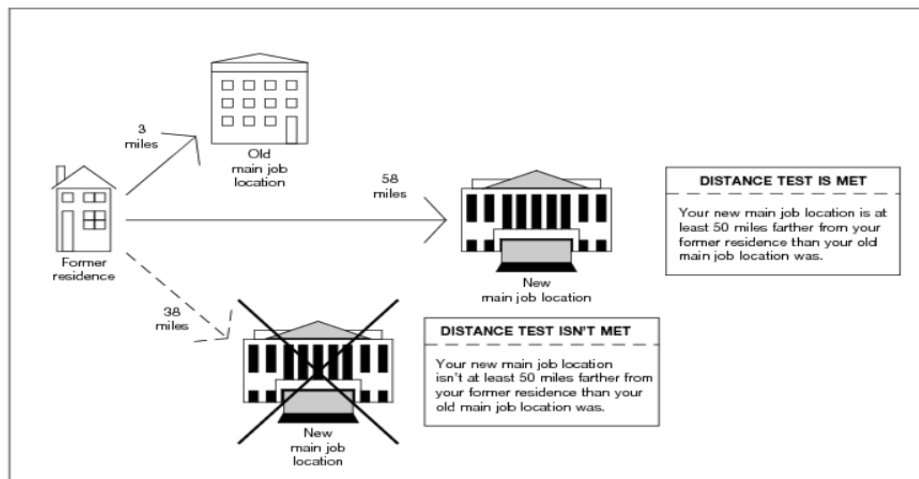 3
miles
Old
main job
location
58
miles
Former
residence
New
main job location
DISTANCE TEST IS MET
Your new main job location is at
least 50 miles farther from your
former residence than your old
main job location was.
38
miles
New
main job
location
DISTANCE TEST ISN'T MET
Your new main job location
isn't at least 50 miles farther from
your former residence than your
old main job location was.